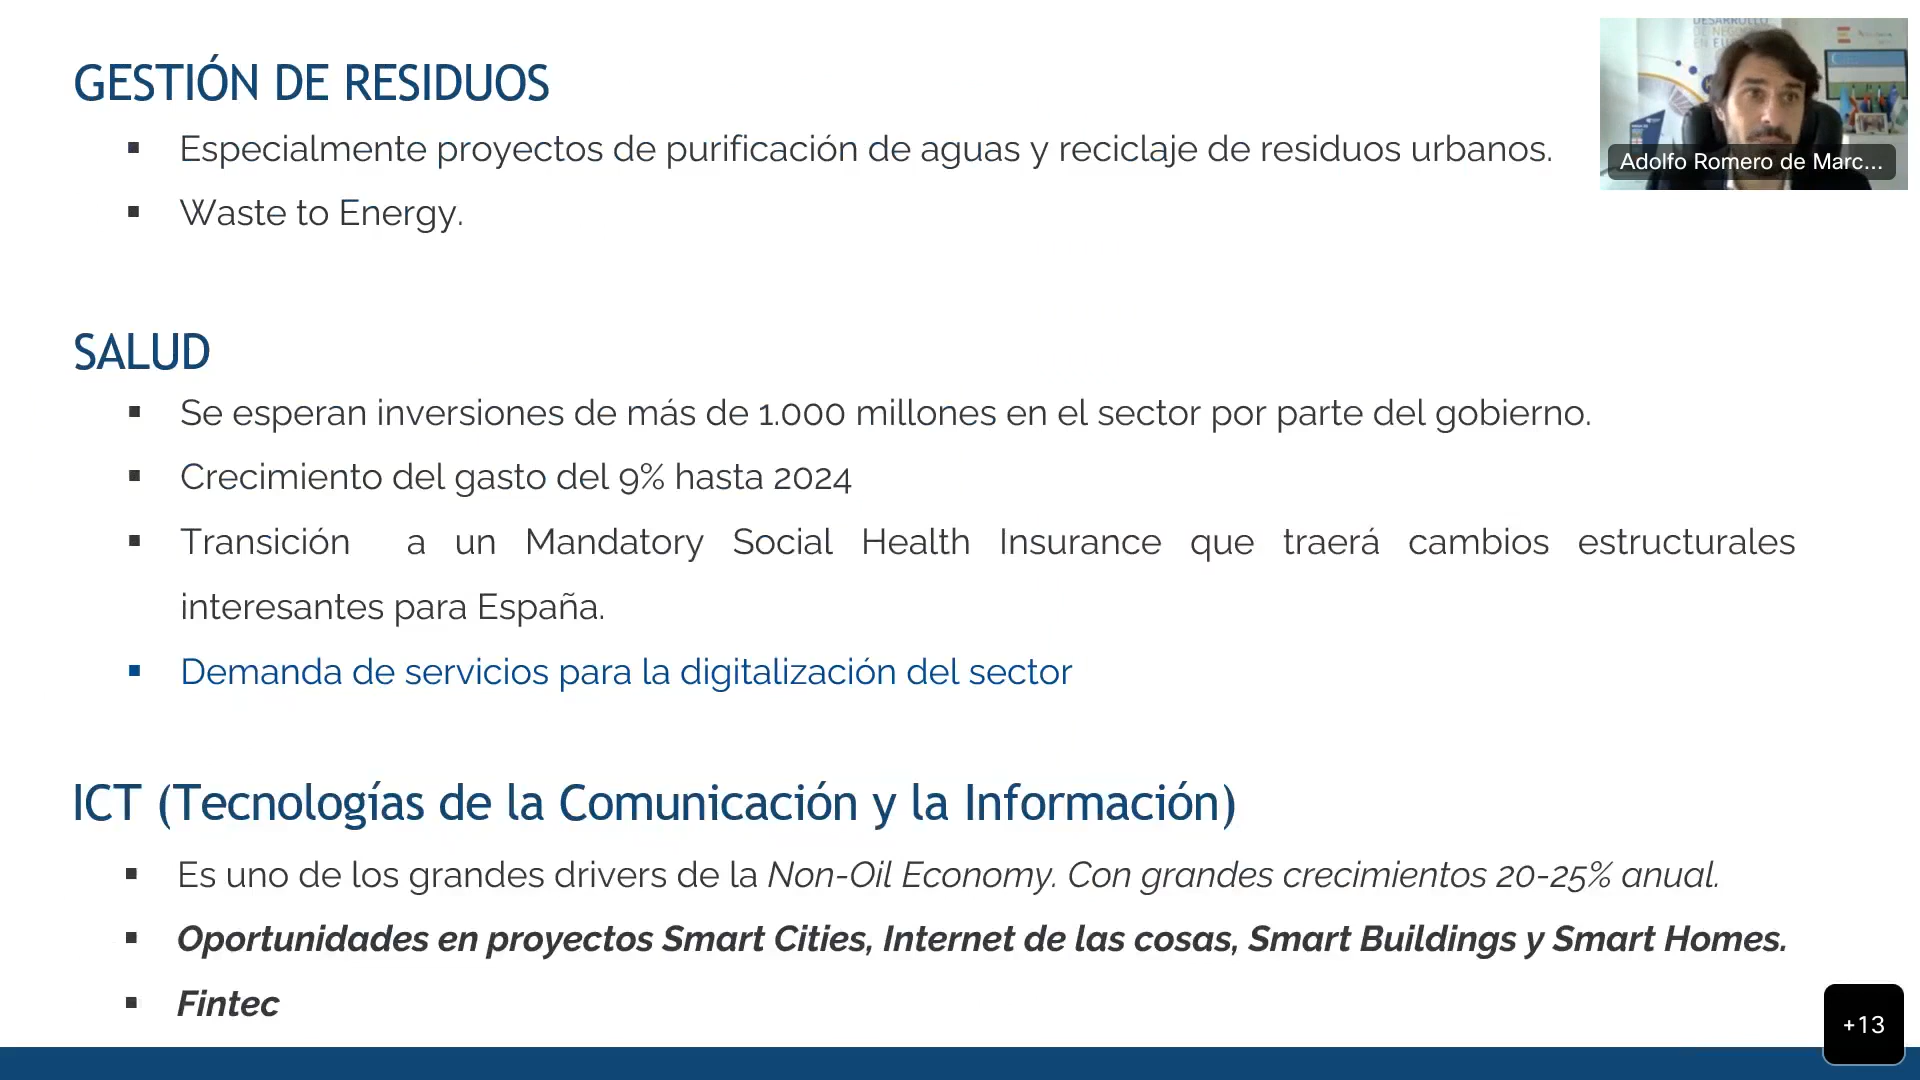 GESTIÓN DE RESIDUOS
▪ Especialmente proyectos de purificación de aguas y reciclaje de residuos urbanos.
▪ Waste to Energy.
DESARROLLO
DE NEGOC
EN EU
Adolfo Romero de Marc...
SALUD
▪ Se esperan inversiones de más de 1.000 millones en el sector por parte del gobierno.
▪ Crecimiento del gasto del 9% hasta 2024
▪ Transición a un Mandatory Social Health Insurance que traerá cambios estructurales
interesantes para España.
▪ Demanda de servicios para la digitalización del sector
ICT (Tecnologías de la Comunicación y la Información)
▪ Es uno de los grandes drivers de la Non-Oil Economy. Con grandes crecimientos 20-25% anual.
▪ Oportunidades en proyectos Smart Cities, Internet de las cosas, Smart Buildings y Smart Homes.
▪ Fintec
+13